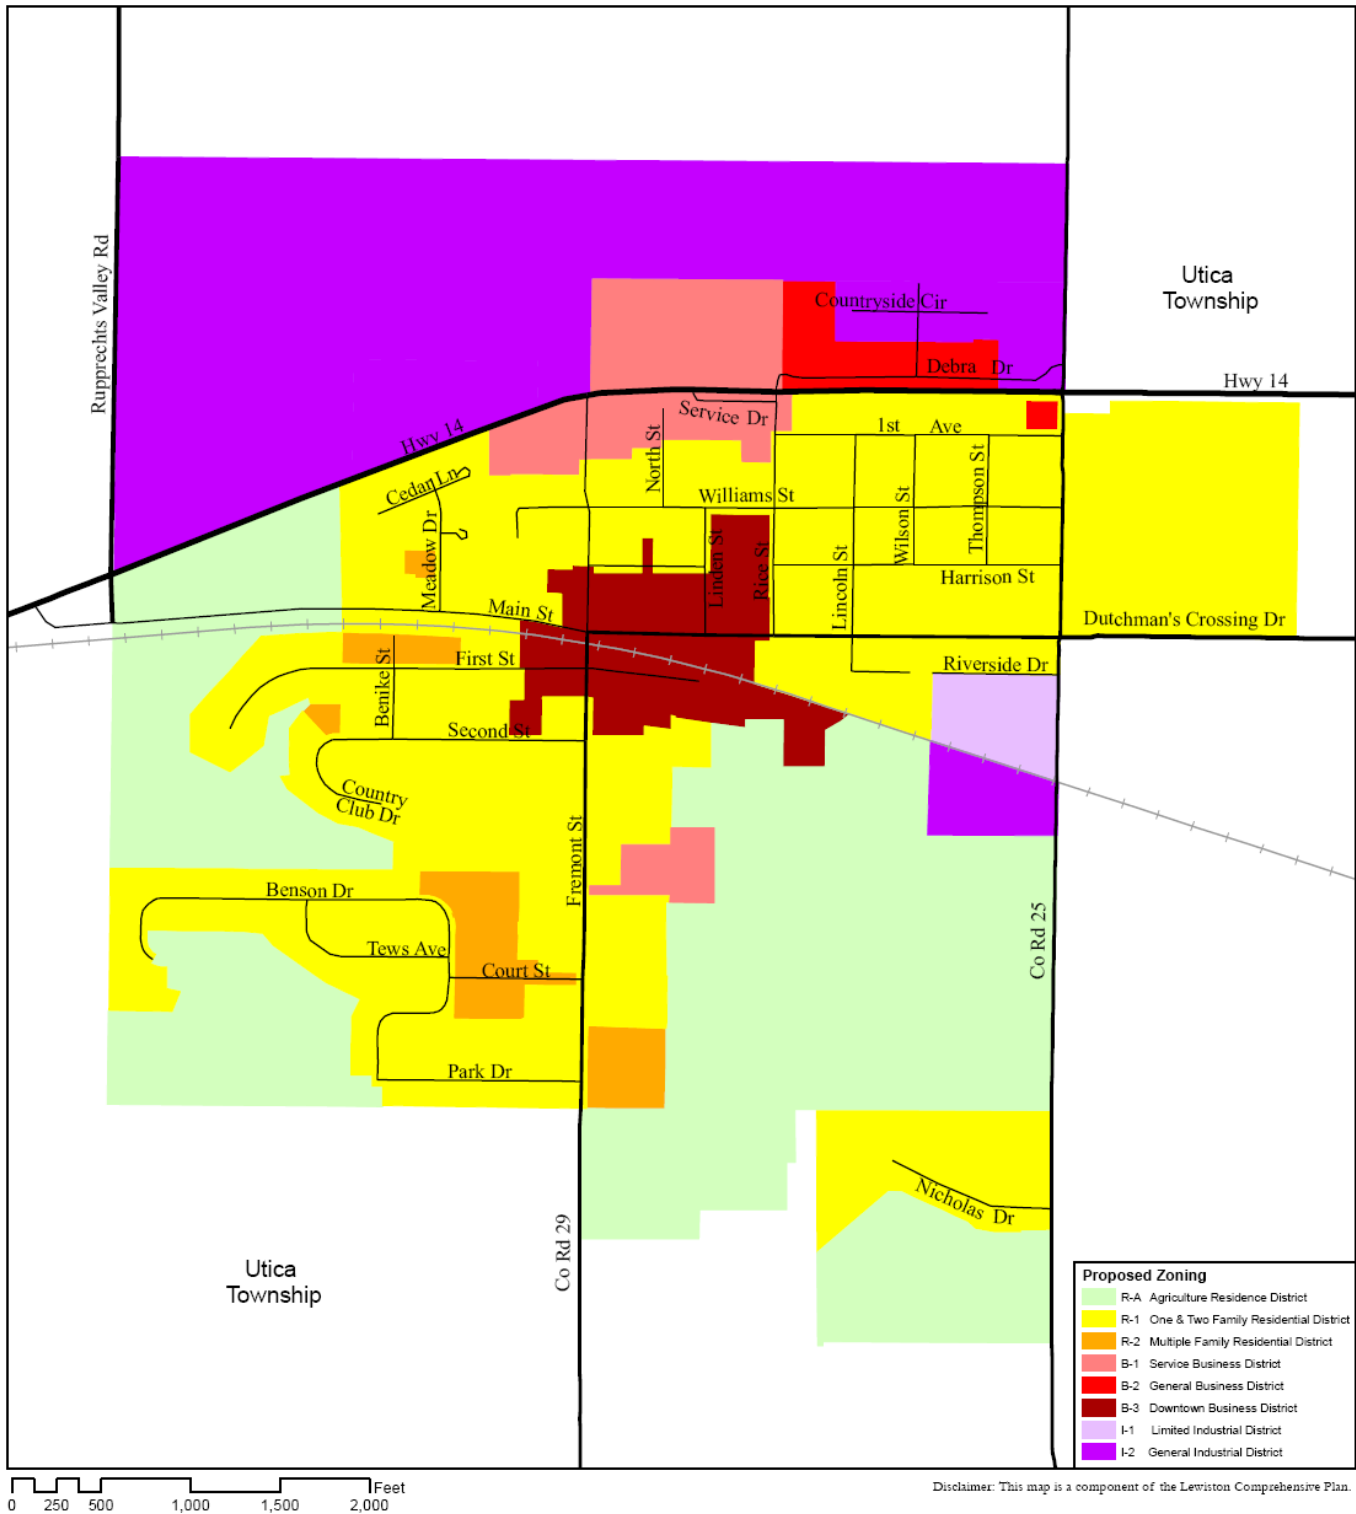 Rupprechts Valley Rd
Utica
Township
Countryside Cir
Debra Dr
Hwy 14
Service Dr
1st Ave
Hwy 14
North St
Thompson St
Cedar Ln
Williams St
Wilson St
Meadow Dr
Linden St
Rice St
Lincoln St
Harrison St
Main St
Dutchman's Crossing Dr
First St
Riverside Dr
Benike St
Second St
Country
Club Dr
Fremont St
Benson Dr
Tews Ave
Court St
Co Rd 25
Park Dr
Nicholas Dr
Co Rd 29
Utica
Township
Proposed Zoning
R-A Agriculture Residence District
R-1 One & Two Family Residential District
R-2 Multiple Family Residential District
B-1 Service Business District
B-2 General Business District
B-3 Downtown Business District
I-1 Limited Industrial District
I-2 General Industrial District
Feet
0 250 500 1,000 1,500 2,000
Disclaimer: This map is a component of the Lewiston Comprehensive Plan.